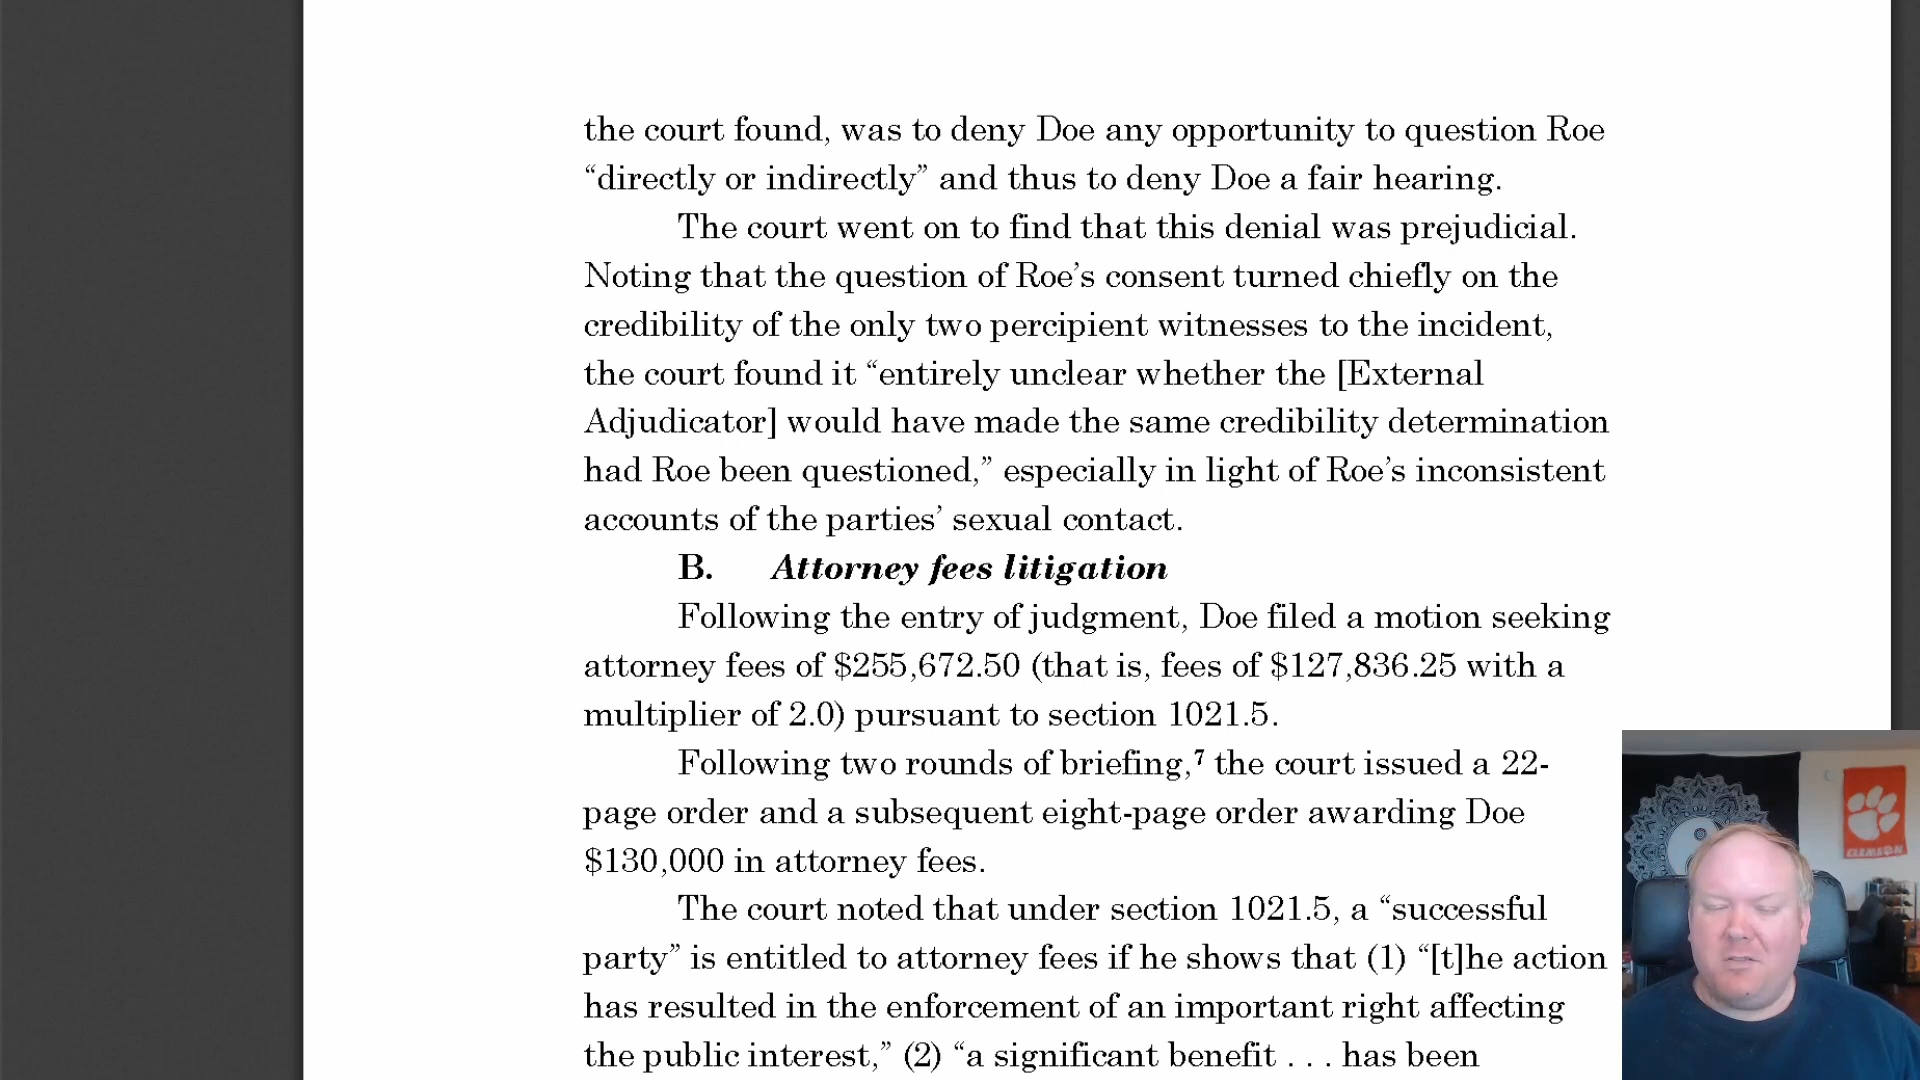 the court found, was to deny Doe any opportunity to question Roe
“directly or indirectly” and thus to deny Doe a fair hearing.
The court went on to find that this denial was prejudicial.
Noting that the question of Roe’s consent turned chiefly on the
credibility of the only two percipient witnesses to the incident,
the court found it “entirely unclear whether the [External
Adjudicator] would have made the same credibility determination
had Roe been questioned,” especially in light of Roe’s inconsistent
accounts of the parties’ sexual contact.
B. Attorney fees litigation
Following the entry of judgment, Doe filed a motion seeking
attorney fees of $255,672.50 (that is, fees of $127,836.25 with a
multiplier of 2.0) pursuant to section 1021.5.
Following two rounds of briefing,⁷ the court issued a 22-
page order and a subsequent eight-page order awarding Doe
$130,000 in attorney fees.
The court noted that under section 1021.5, a “successful
party” is entitled to attorney fees if he shows that (1) “[t]he action
has resulted in the enforcement of an important right affecting
the public interest,” (2) “a significant benefit . . . has been
CLEMSON